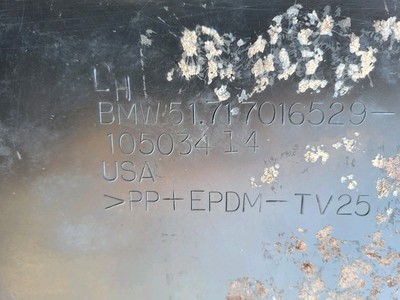 LH
BMW 51.71 7016529-
105034 14
USA
>PP+EPDM-TV25